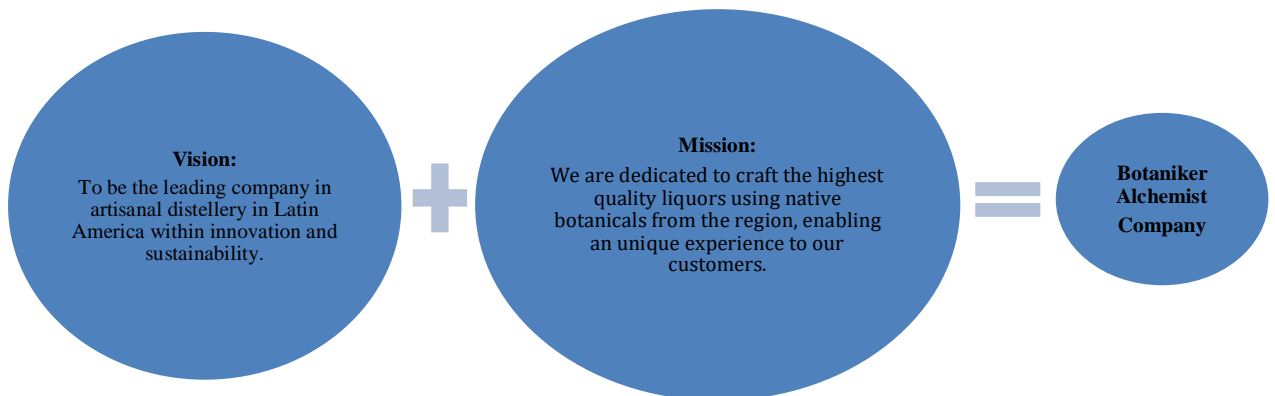 Vision:
To be the leading company in
artisanal distellery in Latin
America within innovation and
sustainability.
Mission:
We are dedicated to craft the highest
quality liquors using native
botanicals from the region, enabling
an unique experience to our
customers.
Botaniker
Alchemist
Company